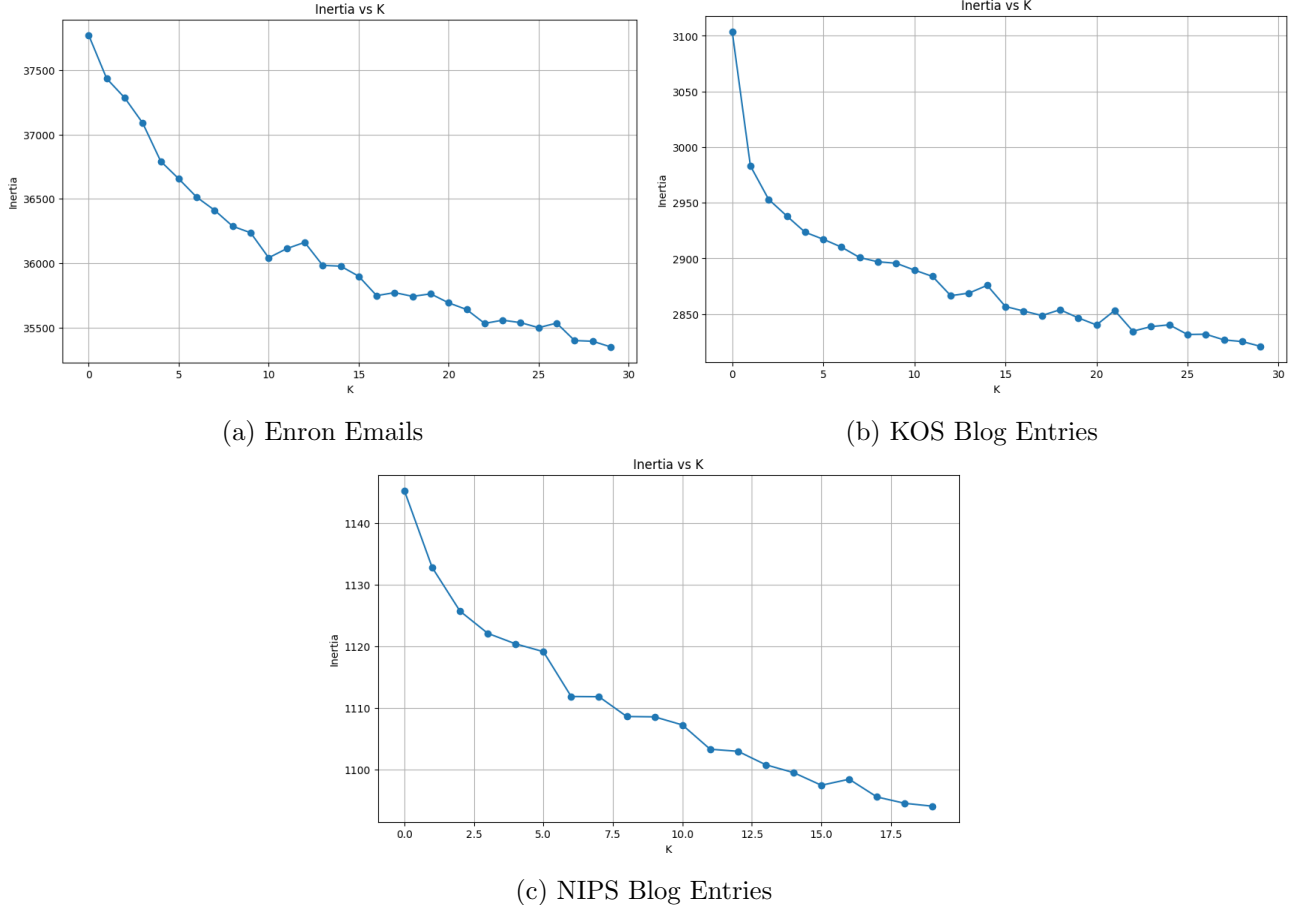 Inertia vs K
37500
37000
36500
36000
35500
Inertia
0 5 10 15 20 25 30
K
(a) Enron Emails
Inertia vs K
3100
3050
3000
2950
2900
2850
Inertia
0 5 10 15 20 25 30
K
(b) KOS Blog Entries
Inertia vs K
1140
1130
1120
1110
1100
Inertia
0.0 2.5 5.0 7.5 10.0 12.5 15.0 17.5
K
(c) NIPS Blog Entries